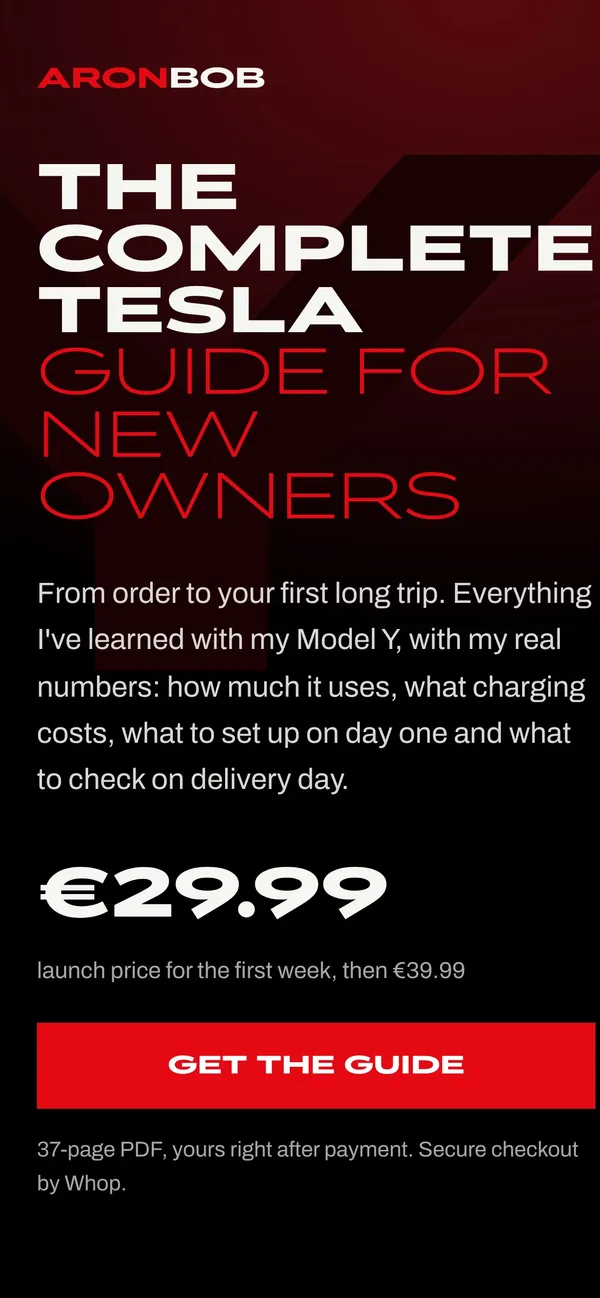 ARONBOB
THE
COMPLETE
TESLA
GUIDE FOR
NEW
OWNERS
From order to your first long trip. Everything
I've learned with my Model Y, with my real
numbers: how much it uses, what charging
costs, what to set up on day one and what
to check on delivery day.
€29.99
launch price for the first week, then €39.99
GET THE GUIDE
37-page PDF, yours right after payment. Secure checkout
by Whop.